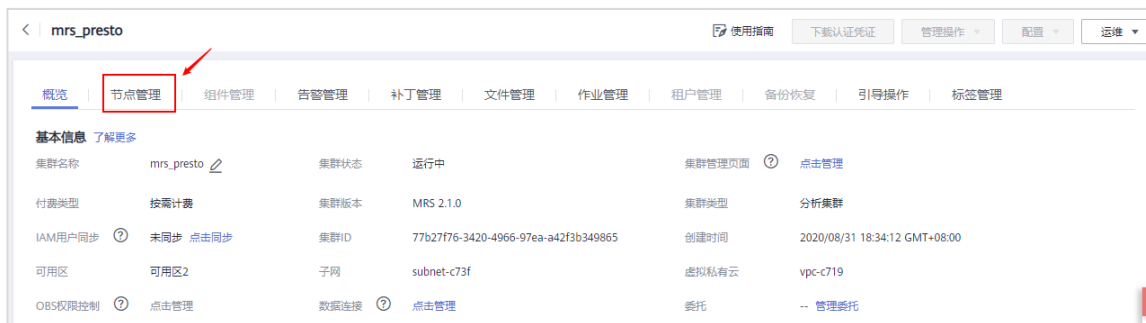 mrs_presto 使用指南 下载认证凭证 管理操作 配置 运维
概览 节点管理 组件管理 告警管理 补丁管理 文件管理 作业管理 租户管理 备份恢复 引导操作 标签管理
基本信息 了解更多
集群名称 mrs_presto 集群状态 运行中 集群管理页面 点击管理
付费类型 按需计费 集群版本 MRS 2.1.0 集群类型 分析集群
IAM用户同步 未同步 点击同步 集群ID 77b27f76-3420-4966-97ea-a42f3b349865 创建时间 2020/08/31 18:34:12 GMT+08:00
可用区 可用区2 子网 subnet-c73f 虚拟私有云 vpc-c719
OBS权限控制 点击管理 数据连接 点击管理 委托 -- 管理委托